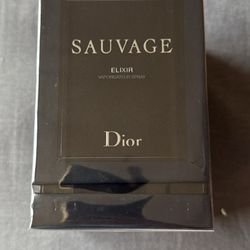 SAUVAGE
ELIXIR
VAPORISATEUR SPRAY
Dior